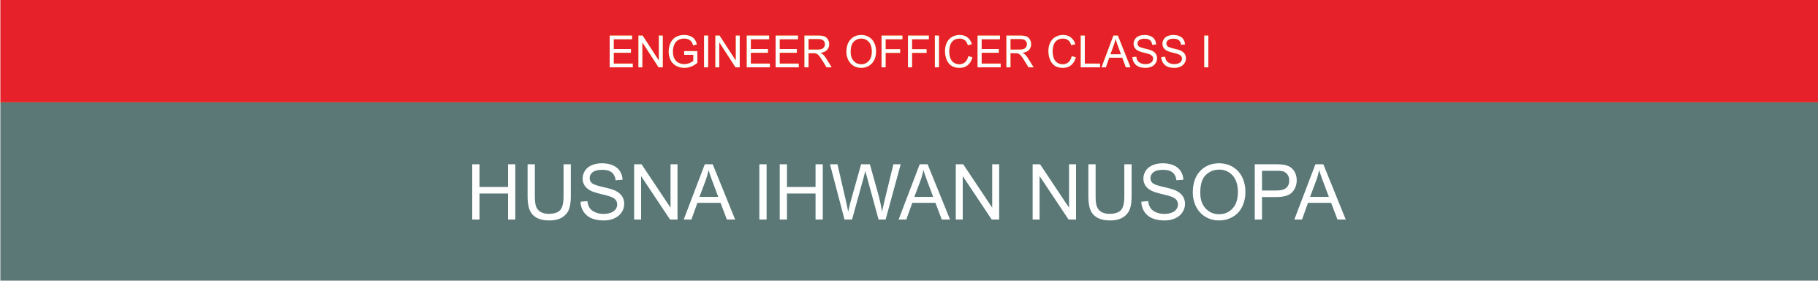 ENGINEER OFFICER CLASS I
HUSNA IHWAN NUSOPA